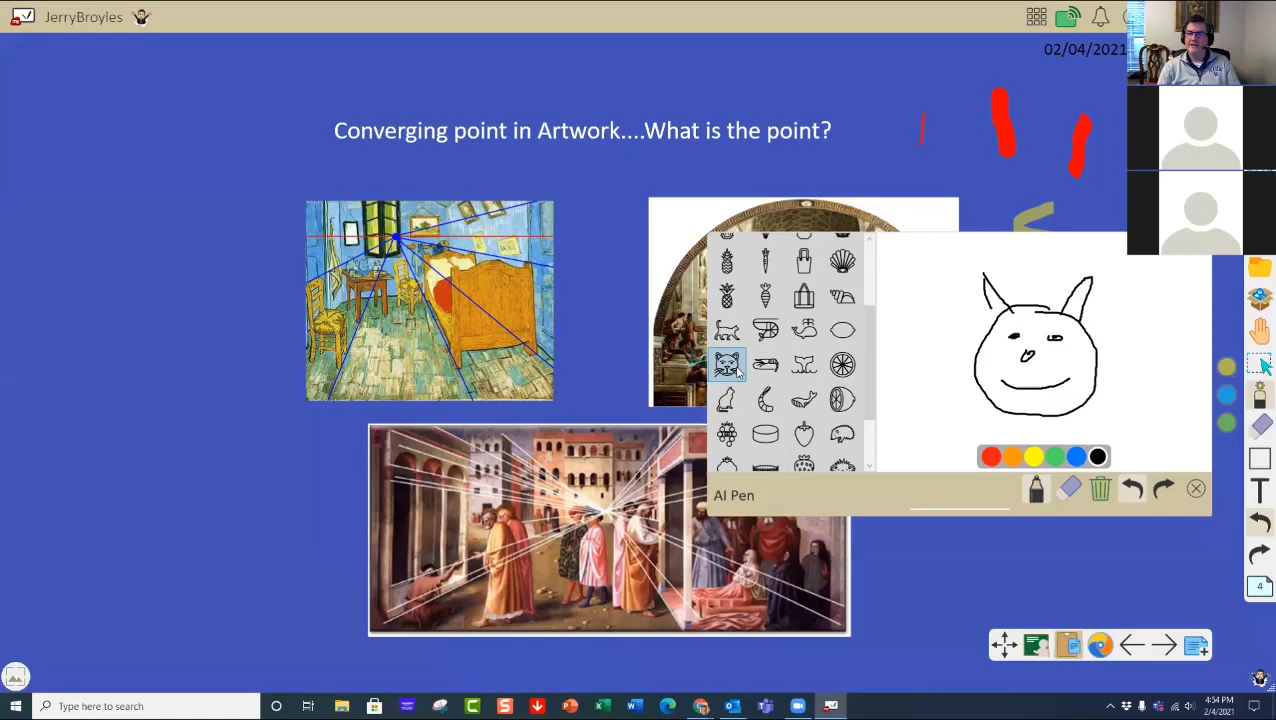 JerryBroyles
02/04/2021
Converging point in Artwork....What is the point?
AI Pen
4
Type here to search
4:54 PM
2/4/2021